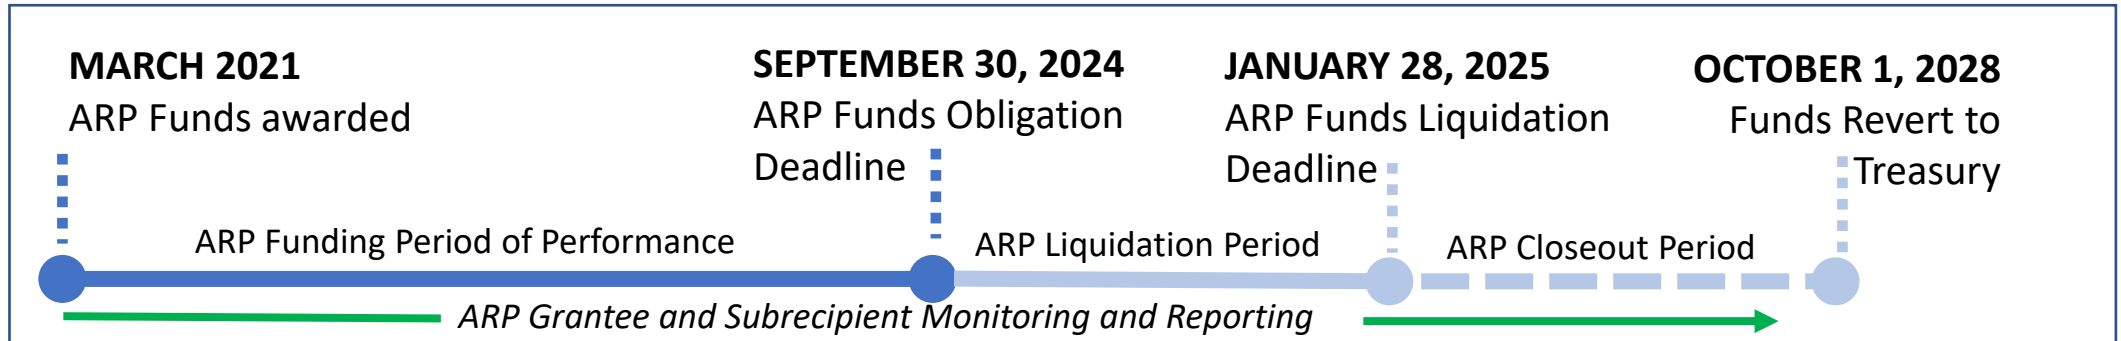 MARCH 2021
ARP Funds awarded
SEPTEMBER 30, 2024
ARP Funds Obligation
Deadline
JANUARY 28, 2025
ARP Funds Liquidation
Deadline
OCTOBER 1, 2028
Funds Revert to
Treasury
ARP Funding Period of Performance
ARP Liquidation Period
ARP Closeout Period
ARP Grantee and Subrecipient Monitoring and Reporting